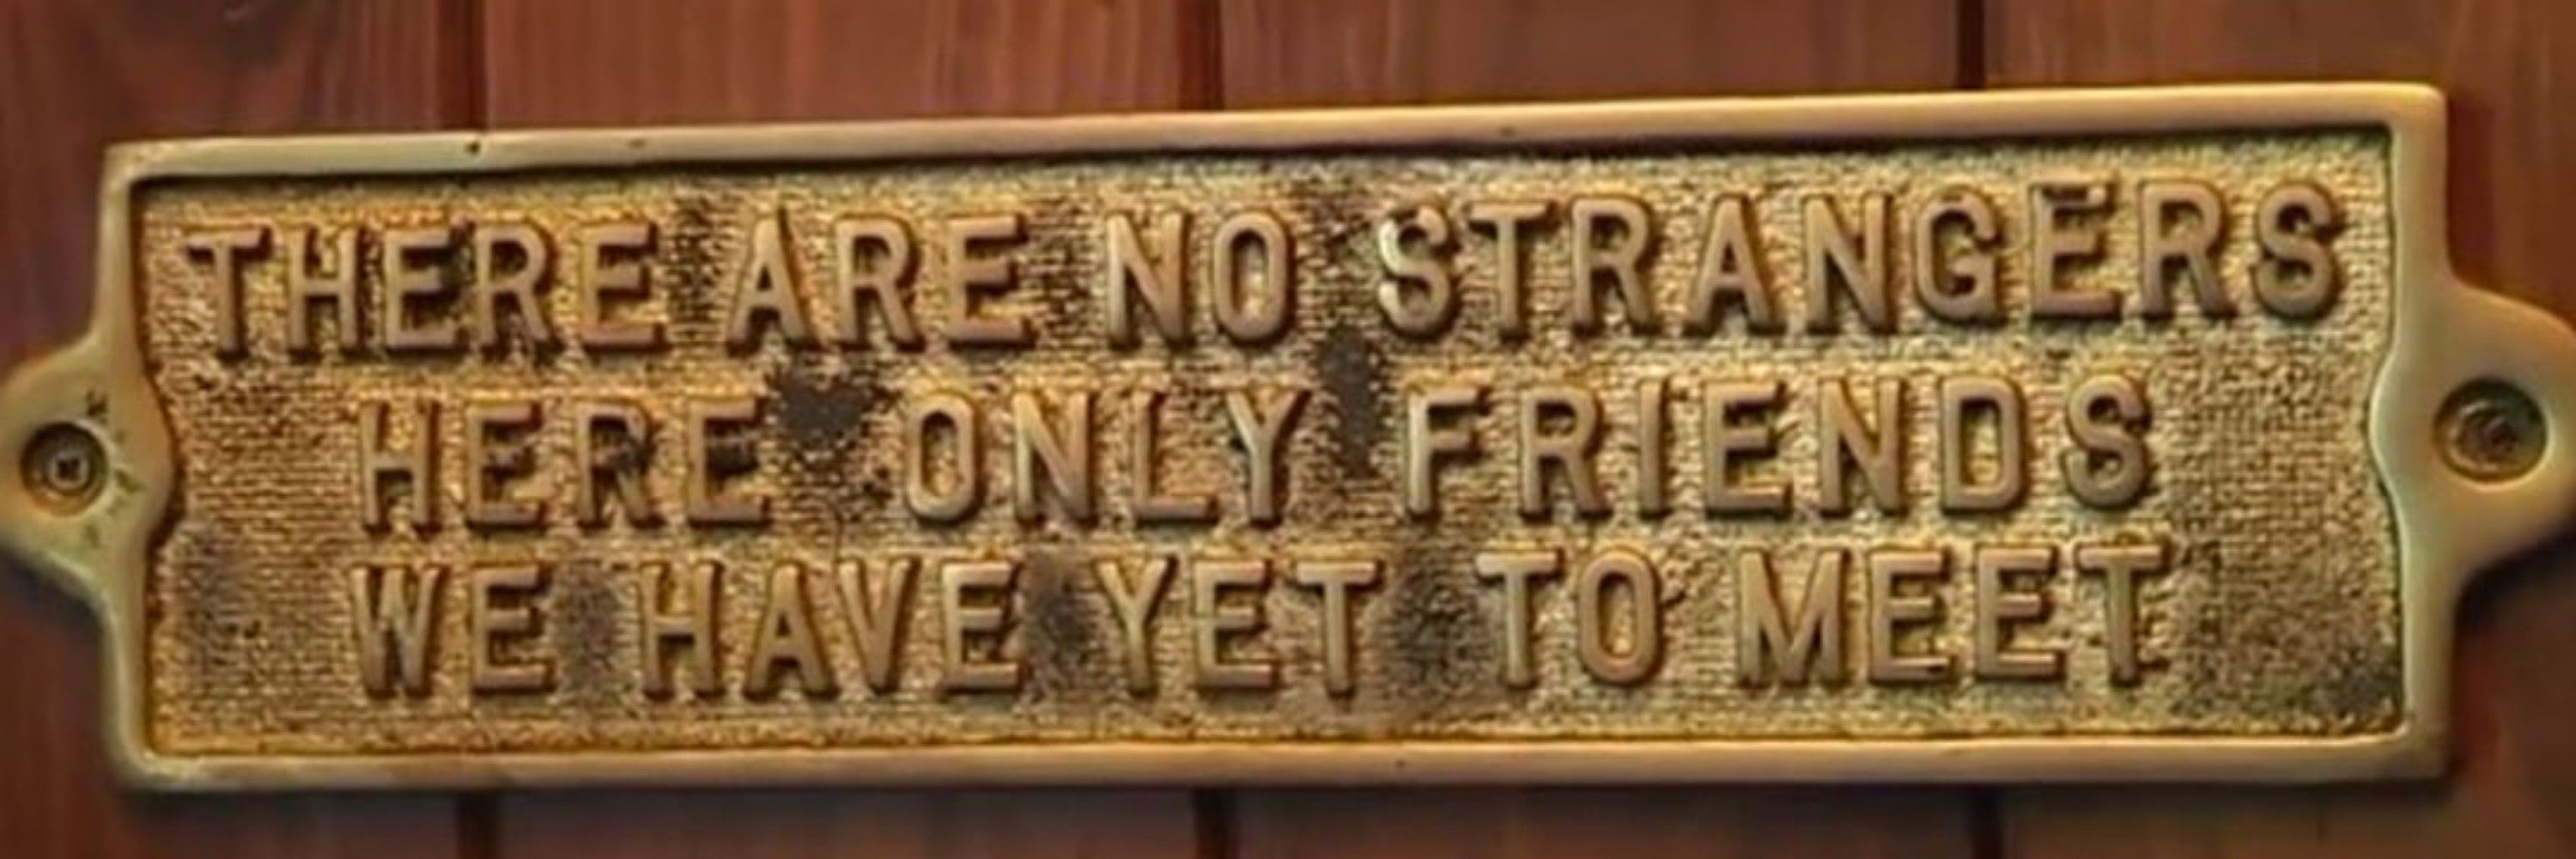 THERE ARE NO STRANGERS
HERE ONLY FRIENDS
WE HAVE YET TO MEET